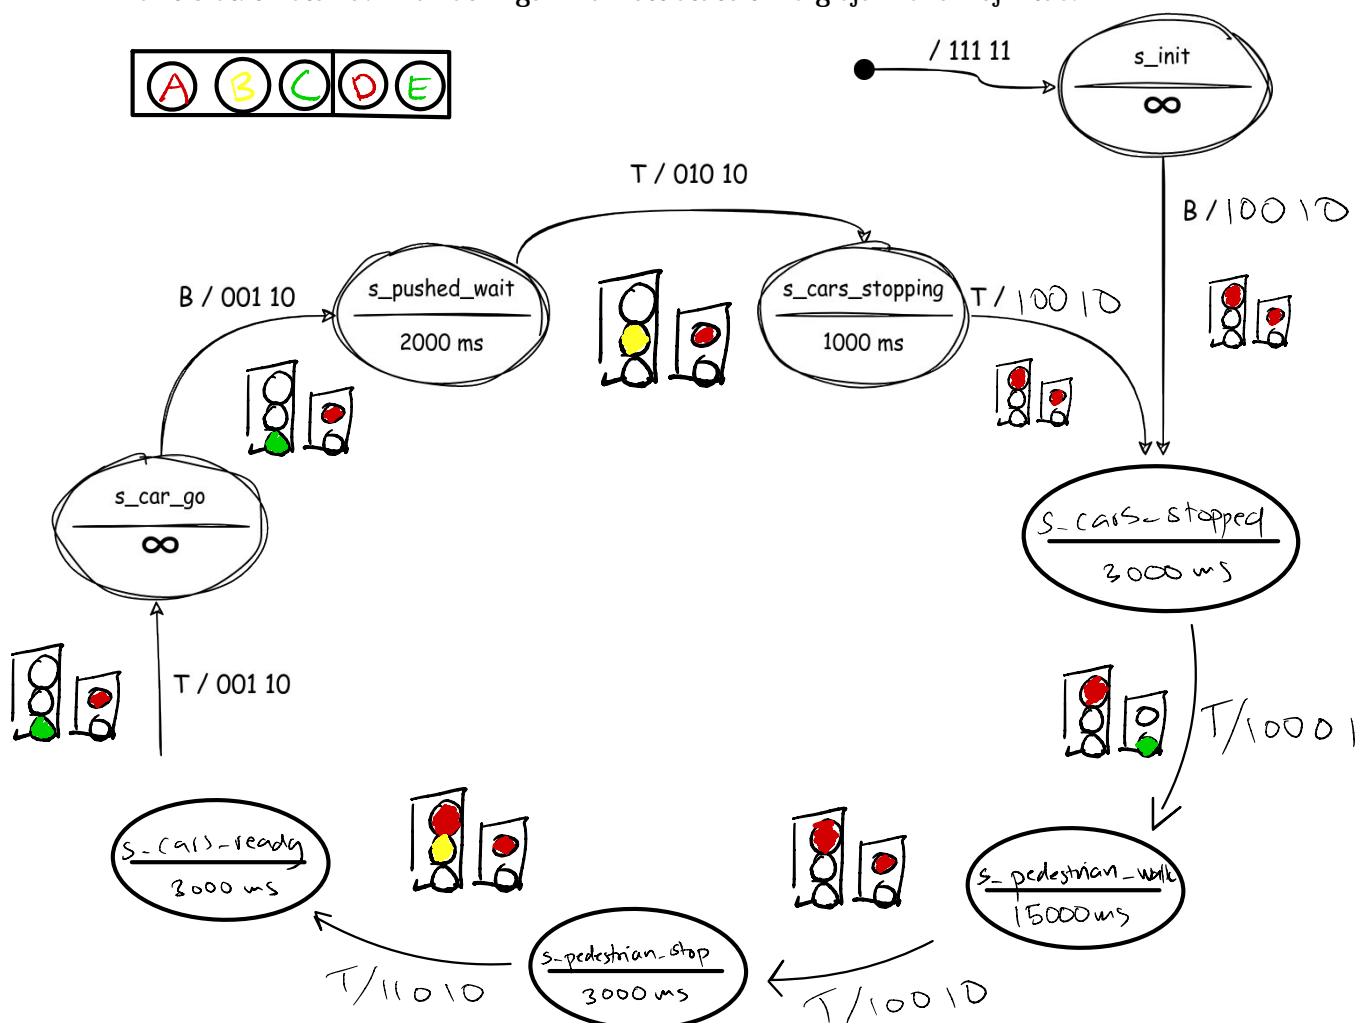 A B C D E
/ 111 11
s_init
∞
T / 010 10
B / 100 10
s_pushed_wait
2000 ms
s_cars_stopping
1000 ms
B / 001 10
T / 100 10
s_car_go
∞
s_cars_stopped
3000 ms
T / 001 10
T / 100 01
s_cars_ready
3000 ms
s_pedestrian_walk
15000 ms
s_pedestrian_stop
3000 ms
T / 110 10
T / 100 10